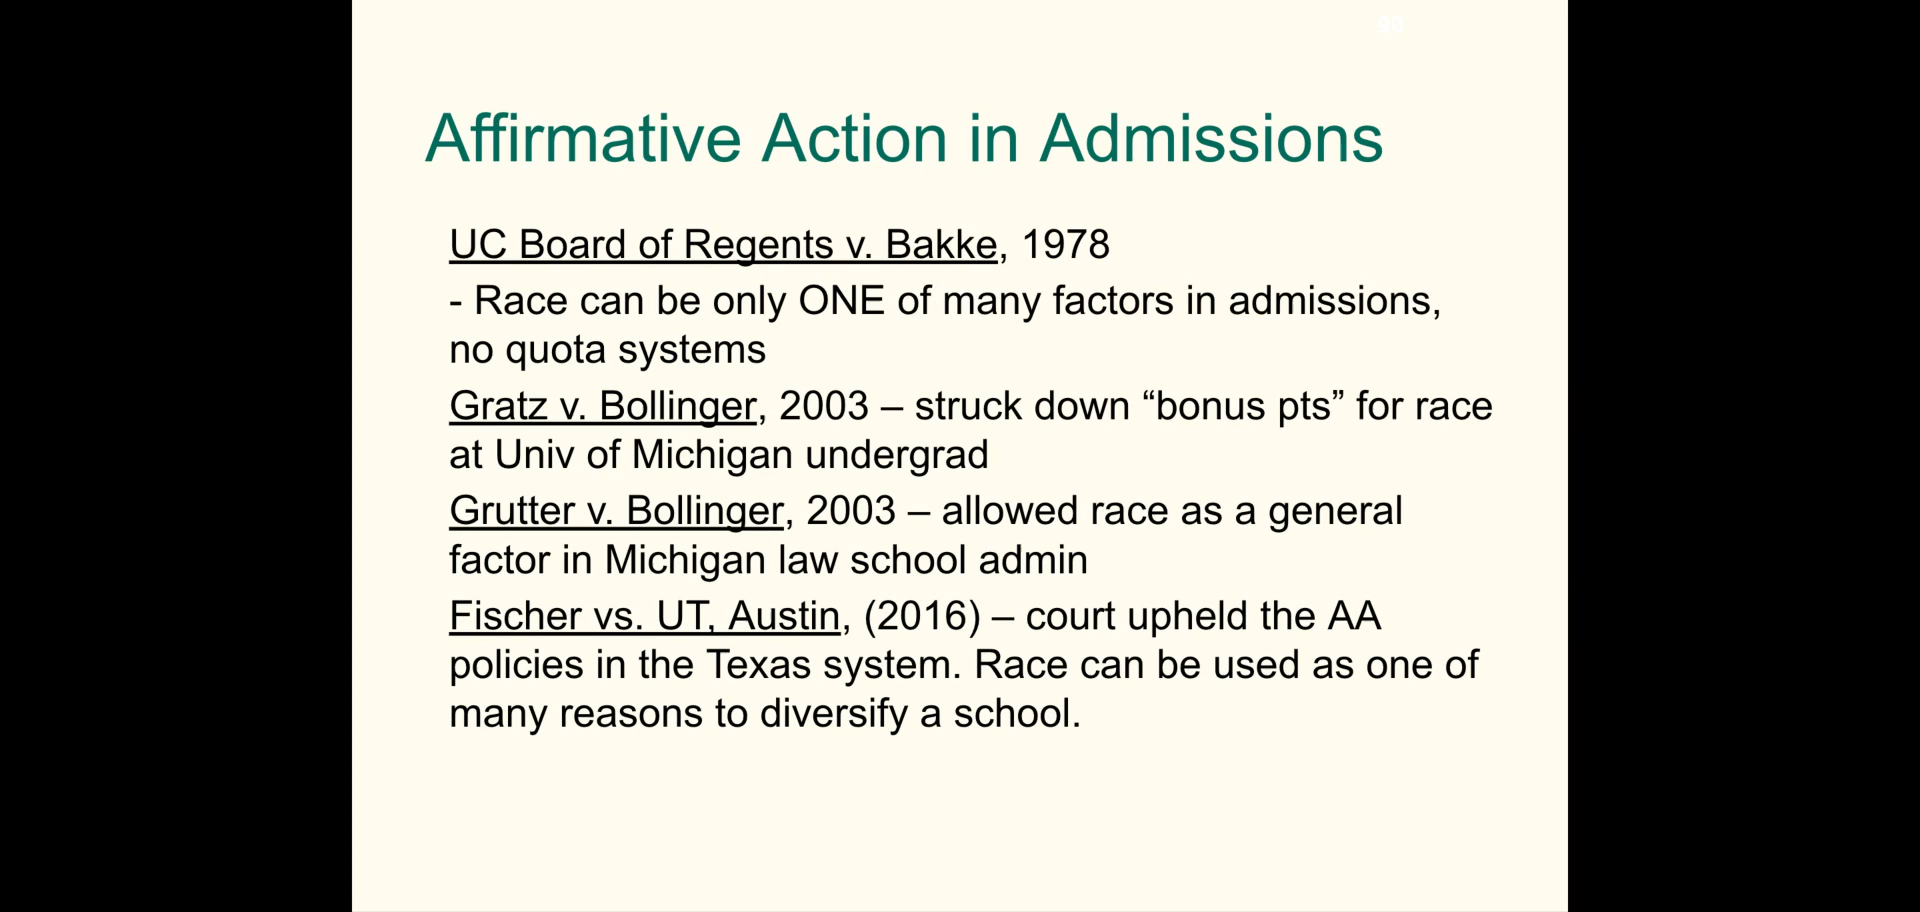 98
Affirmative Action in Admissions
UC Board of Regents v. Bakke, 1978
- Race can be only ONE of many factors in admissions,
no quota systems
Gratz v. Bollinger, 2003 – struck down “bonus pts” for race
at Univ of Michigan undergrad
Grutter v. Bollinger, 2003 – allowed race as a general
factor in Michigan law school admin
Fischer vs. UT, Austin, (2016) – court upheld the AA
policies in the Texas system. Race can be used as one of
many reasons to diversify a school.